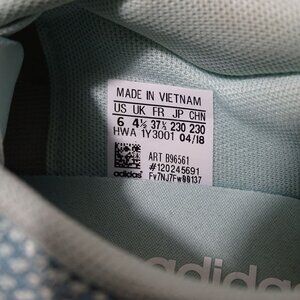 MADE IN VIETNAM
US UK FR JP CHN
6 4½ 37⅓ 230 230
HWA 1Y3001 04/18
ART B96561
#120245691
adidas
adidas